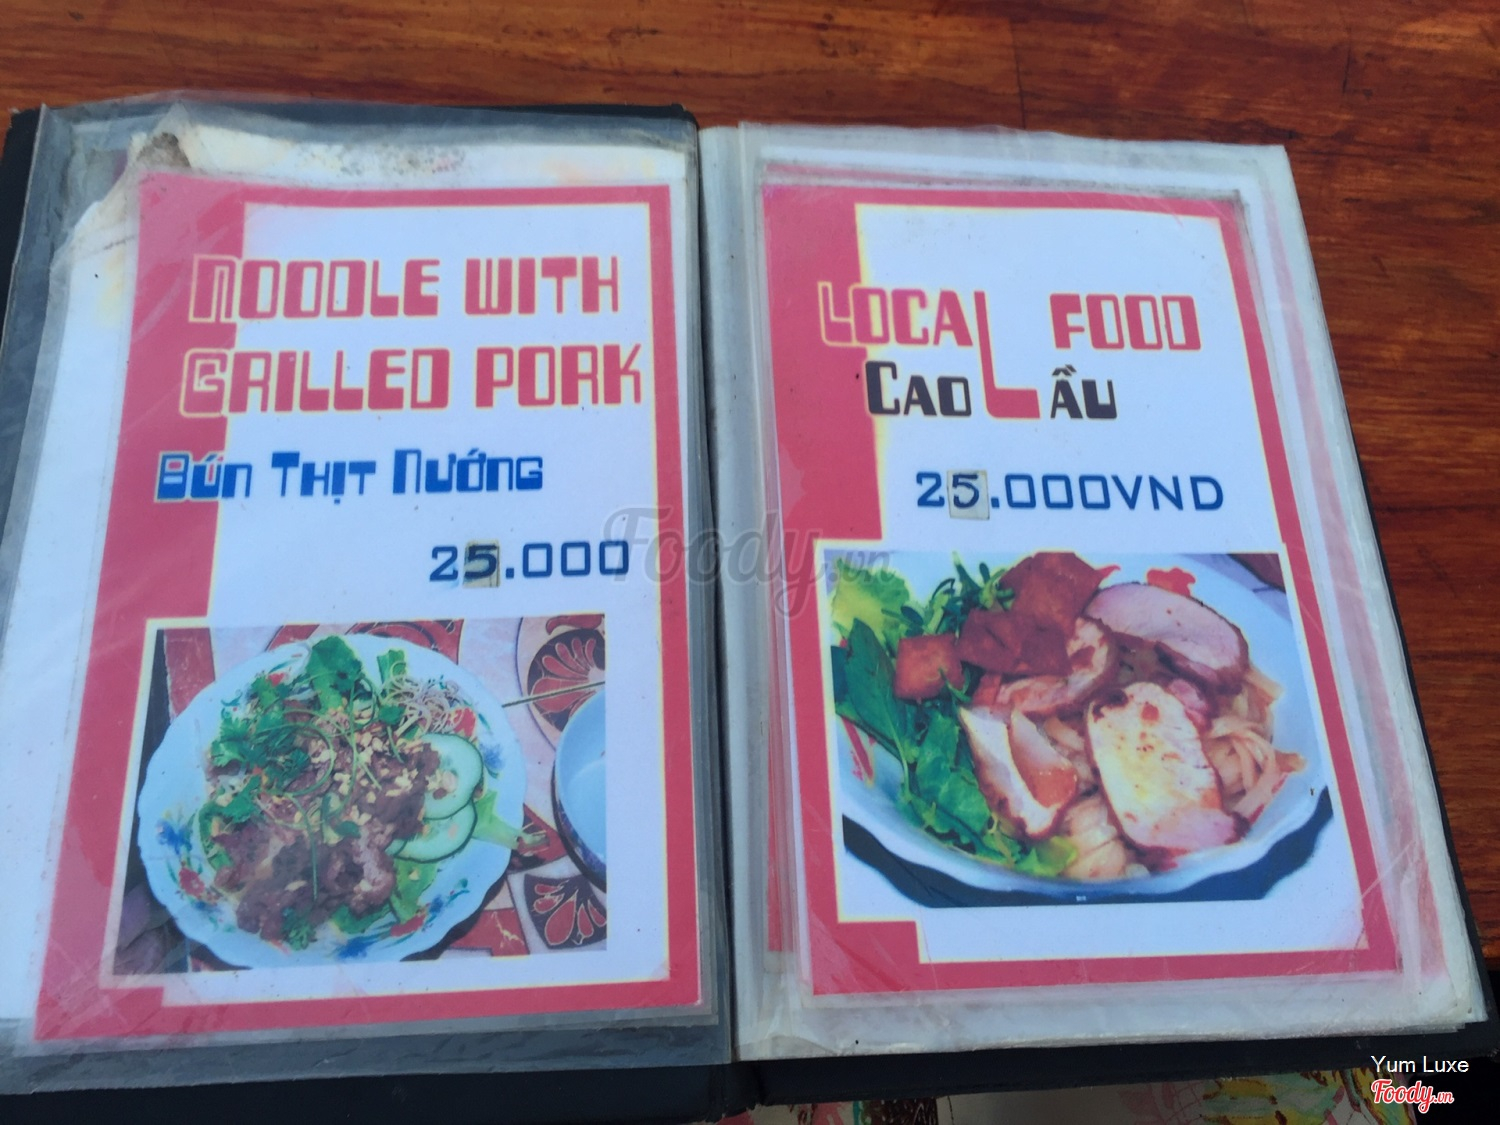 NOODLE WITH
GRILLED PORK
BÚN THỊT NƯỚNG
25.000
LOCAL FOOD
CAO LẦU
25.000VND
Foody.vn
Yum Luxe
Foody.vn